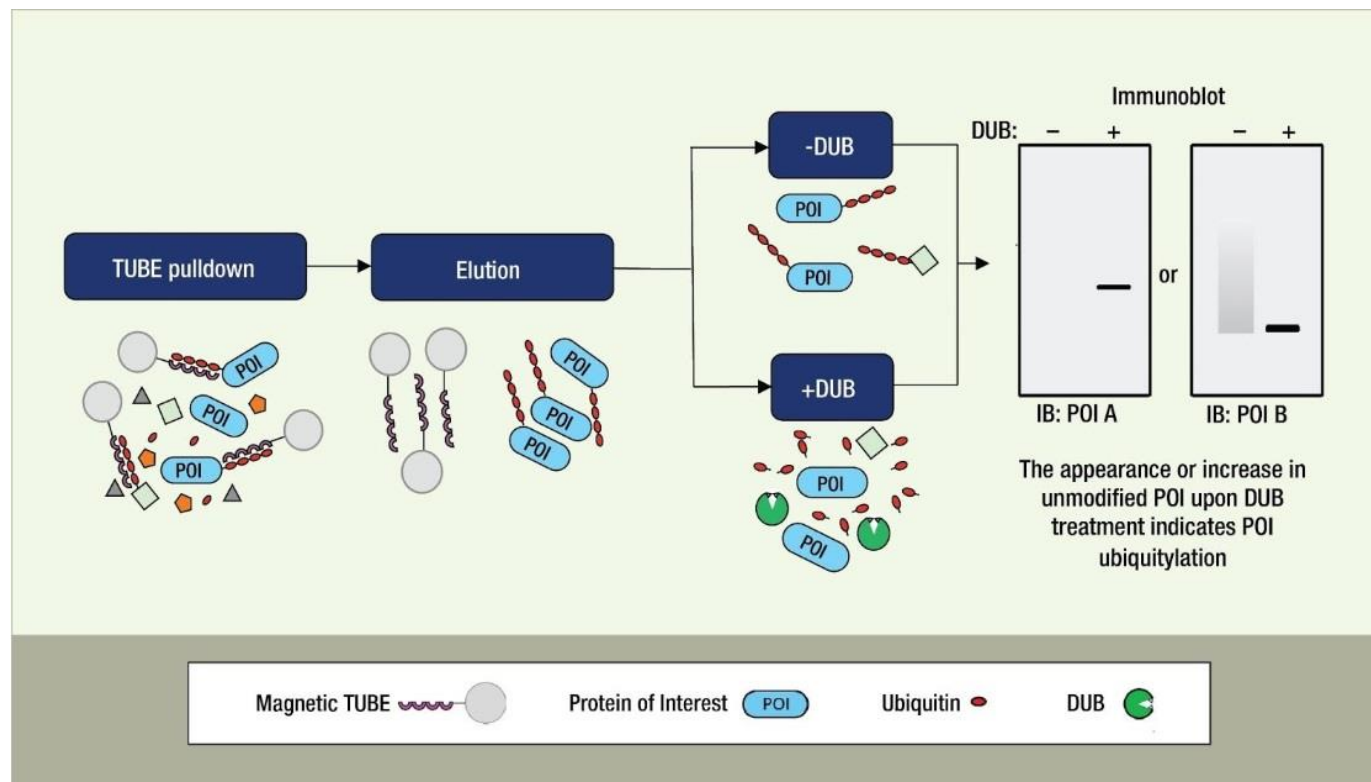 Immunoblot
DUB: − + − +
-DUB
POI
POI
TUBE pulldown
Elution
or
POI
POI
POI
POI
POI
POI
+DUB
POI
POI
IB: POI A
IB: POI B
The appearance or increase in
unmodified POI upon DUB
treatment indicates POI
ubiquitylation
Magnetic TUBE
Protein of Interest
POI
Ubiquitin
DUB